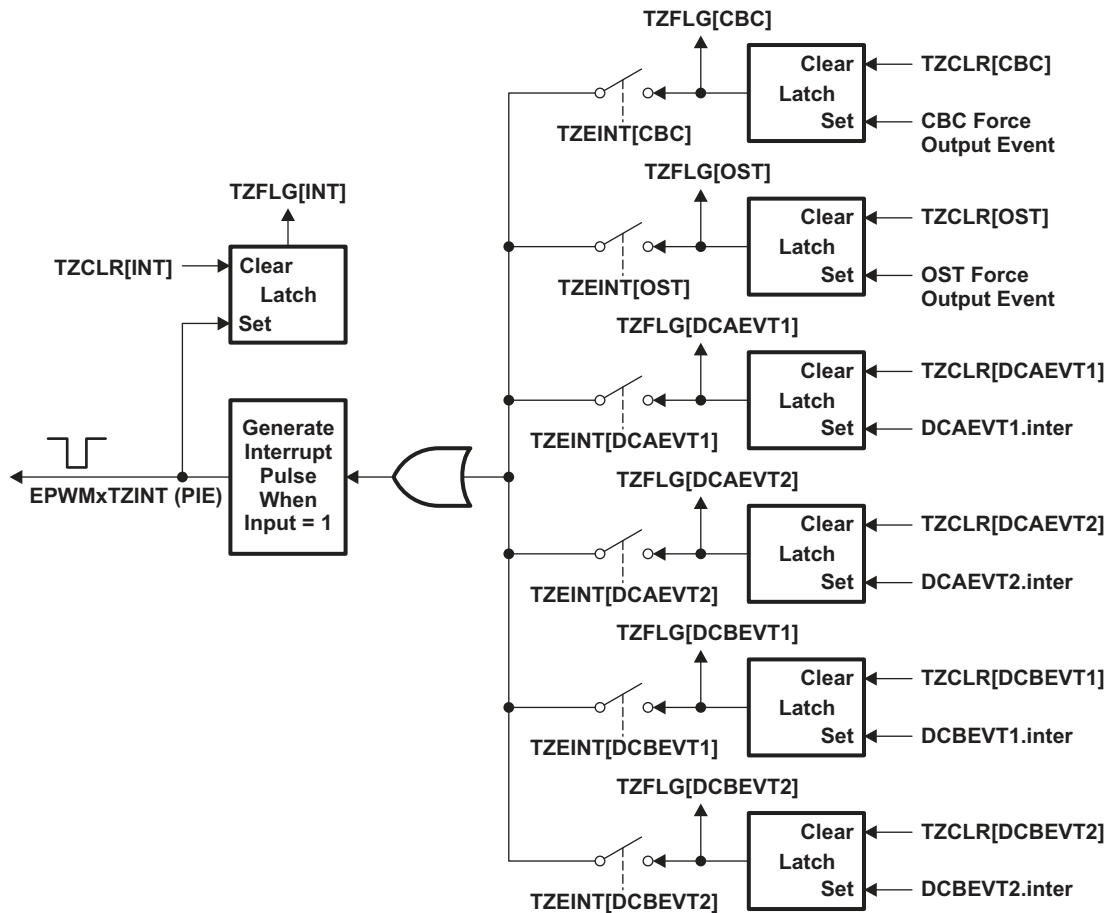 TZFLG[CBC]
Clear
Latch
Set
TZCLR[CBC]
CBC Force
Output Event
TZEINT[CBC]
TZFLG[OST]
Clear
Latch
Set
TZCLR[OST]
OST Force
Output Event
TZEINT[OST]
TZFLG[INT]
TZCLR[INT]
Clear
Latch
Set
TZFLG[DCAEVT1]
Clear
Latch
Set
TZCLR[DCAEVT1]
DCAEVT1.inter
TZEINT[DCAEVT1]
Generate
Interrupt
Pulse
When
Input = 1
EPWMxTZINT (PIE)
TZFLG[DCAEVT2]
Clear
Latch
Set
TZCLR[DCAEVT2]
DCAEVT2.inter
TZEINT[DCAEVT2]
TZFLG[DCBEVT1]
Clear
Latch
Set
TZCLR[DCBEVT1]
DCBEVT1.inter
TZEINT[DCBEVT1]
TZFLG[DCBEVT2]
Clear
Latch
Set
TZCLR[DCBEVT2]
DCBEVT2.inter
TZEINT[DCBEVT2]